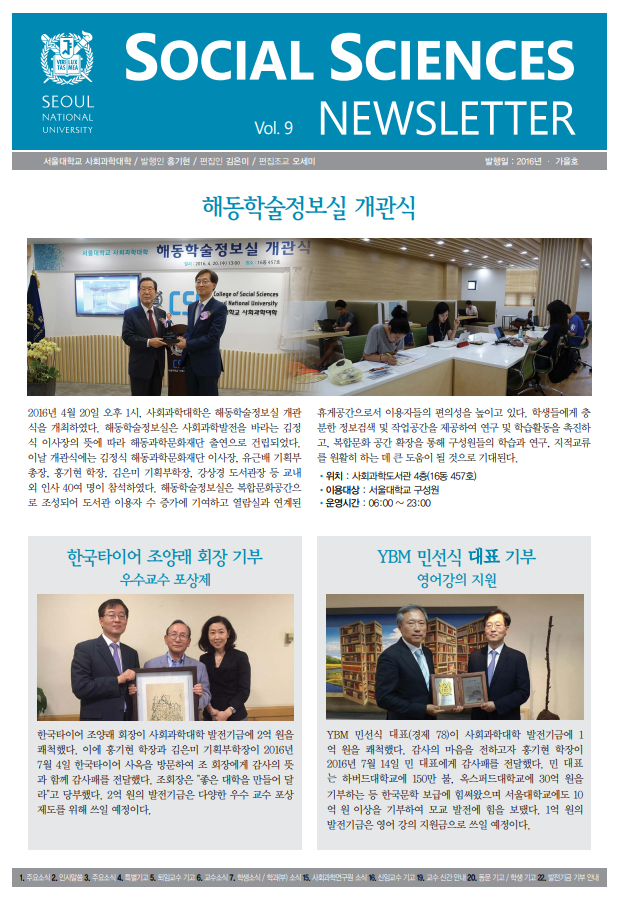 SOCIAL SCIENCES
NEWSLETTER
Vol. 9
VERI LUX TAS MEA
SEOUL
NATIONAL
UNIVERSITY
서울대학교 사회과학대학 / 발행인 홍기현 / 편집인 김은미 / 편집조교 오세미
발행일 : 2016년 · 가을호
해동학술정보실 개관식
서울대학교 사회과학대학 해동학술정보실 개관식
일시 : 2016. 4. 20. (수) 13:00 장소 : 16동 457호
College of Social Sciences
National University
사회과학대학
2016년 4월 20일 오후 1시, 사회과학대학은 해동학술정보실 개관
식을 개최하였다. 해동학술정보실은 사회과학발전을 바라는 김정
식 이사장의 뜻에 따라 해동과학문화재단 출연으로 건립되었다.
이날 개관식에는 김정식 해동과학문화재단 이사장, 유근배 기획부
총장, 홍기현 학장, 김은미 기획부학장, 강상경 도서관장 등 교내
외 인사 40여 명이 참석하였다. 해동학술정보실은 복합문화공간으
로 조성되어 도서관 이용자 수 증가에 기여하고 열람실과 연계된
휴게공간으로서 이용자들의 편의성을 높이고 있다. 학생들에게 충
분한 정보검색 및 작업공간을 제공하여 연구 및 학습활동을 촉진하
고, 복합문화 공간 확장을 통해 구성원들의 학습과 연구, 지적교류
를 원활히 하는 데 큰 도움이 될 것으로 기대된다.
• 위치 : 사회과학도서관 4층(16동 457호)
• 이용대상 : 서울대학교 구성원
• 운영시간 : 06:00 ~ 23:00
한국타이어 조양래 회장 기부
우수교수 포상제
한국타이어 조양래 회장이 사회과학대학 발전기금에 2억 원을
쾌척했다. 이에 홍기현 학장과 김은미 기획부학장이 2016년
7월 4일 한국타이어 사옥을 방문하여 조 회장에게 감사의 뜻
과 함께 감사패를 전달했다. 조회장은 "좋은 대학을 만들어 달
라"고 당부했다. 2억 원의 발전기금은 다양한 우수 교수 포상
제도를 위해 쓰일 예정이다.
YBM 민선식 대표 기부
영어강의 지원
YBM 민선식 대표(경제 78)이 사회과학대학 발전기금에 1
억 원을 쾌척했다. 감사의 마음을 전하고자 홍기현 학장이
2016년 7월 14일 민 대표에게 감사패를 전달했다. 민 대표
는 하버드대학교에 150만 불, 옥스퍼드대학교에 30억 원을
기부하는 등 한국문학 보급에 힘써왔으며 서울대학교에도 10
억 원 이상을 기부하여 모교 발전에 힘을 보탰다. 1억 원의
발전기금은 영어 강의 지원금으로 쓰일 예정이다.
1. 주요소식 2. 인사말씀 3. 주요소식 4. 특별기고 5. 퇴임교수 기고 6. 교수소식 7. 학생소식 / 학과(부) 소식 15. 사회과학연구원 소식 16. 신임교수 기고 19. 교수 신간 안내 20. 동문 기고 / 학생 기고 22. 발전기금 기부 안내